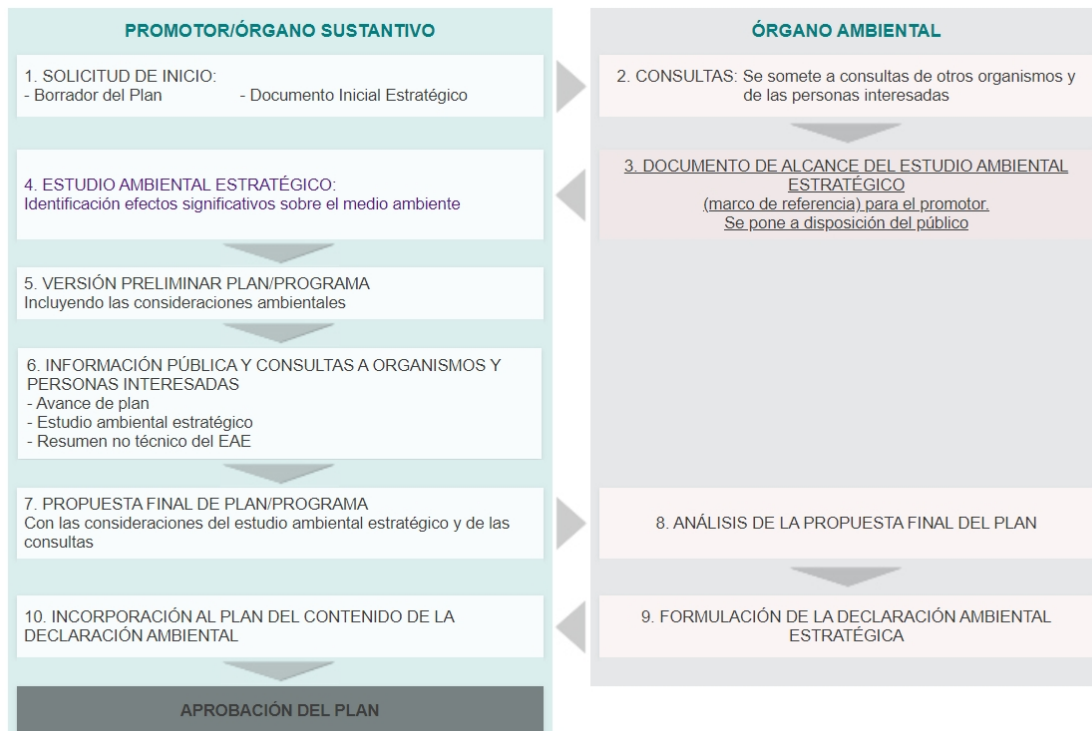 PROMOTOR/ÓRGANO SUSTANTIVO
ÓRGANO AMBIENTAL
1. SOLICITUD DE INICIO:
- Borrador del Plan - Documento Inicial Estratégico
2. CONSULTAS: Se somete a consultas de otros organismos y
de las personas interesadas
3. DOCUMENTO DE ALCANCE DEL ESTUDIO AMBIENTAL
ESTRATÉGICO
(marco de referencia) para el promotor.
Se pone a disposición del público
4. ESTUDIO AMBIENTAL ESTRATÉGICO:
Identificación efectos significativos sobre el medio ambiente
5. VERSIÓN PRELIMINAR PLAN/PROGRAMA
Incluyendo las consideraciones ambientales
6. INFORMACIÓN PÚBLICA Y CONSULTAS A ORGANISMOS Y
PERSONAS INTERESADAS
- Avance de plan
- Estudio ambiental estratégico
- Resumen no técnico del EAE
7. PROPUESTA FINAL DE PLAN/PROGRAMA
Con las consideraciones del estudio ambiental estratégico y de las
consultas
8. ANÁLISIS DE LA PROPUESTA FINAL DEL PLAN
9. FORMULACIÓN DE LA DECLARACIÓN AMBIENTAL
ESTRATÉGICA
10. INCORPORACIÓN AL PLAN DEL CONTENIDO DE LA
DECLARACIÓN AMBIENTAL
APROBACIÓN DEL PLAN